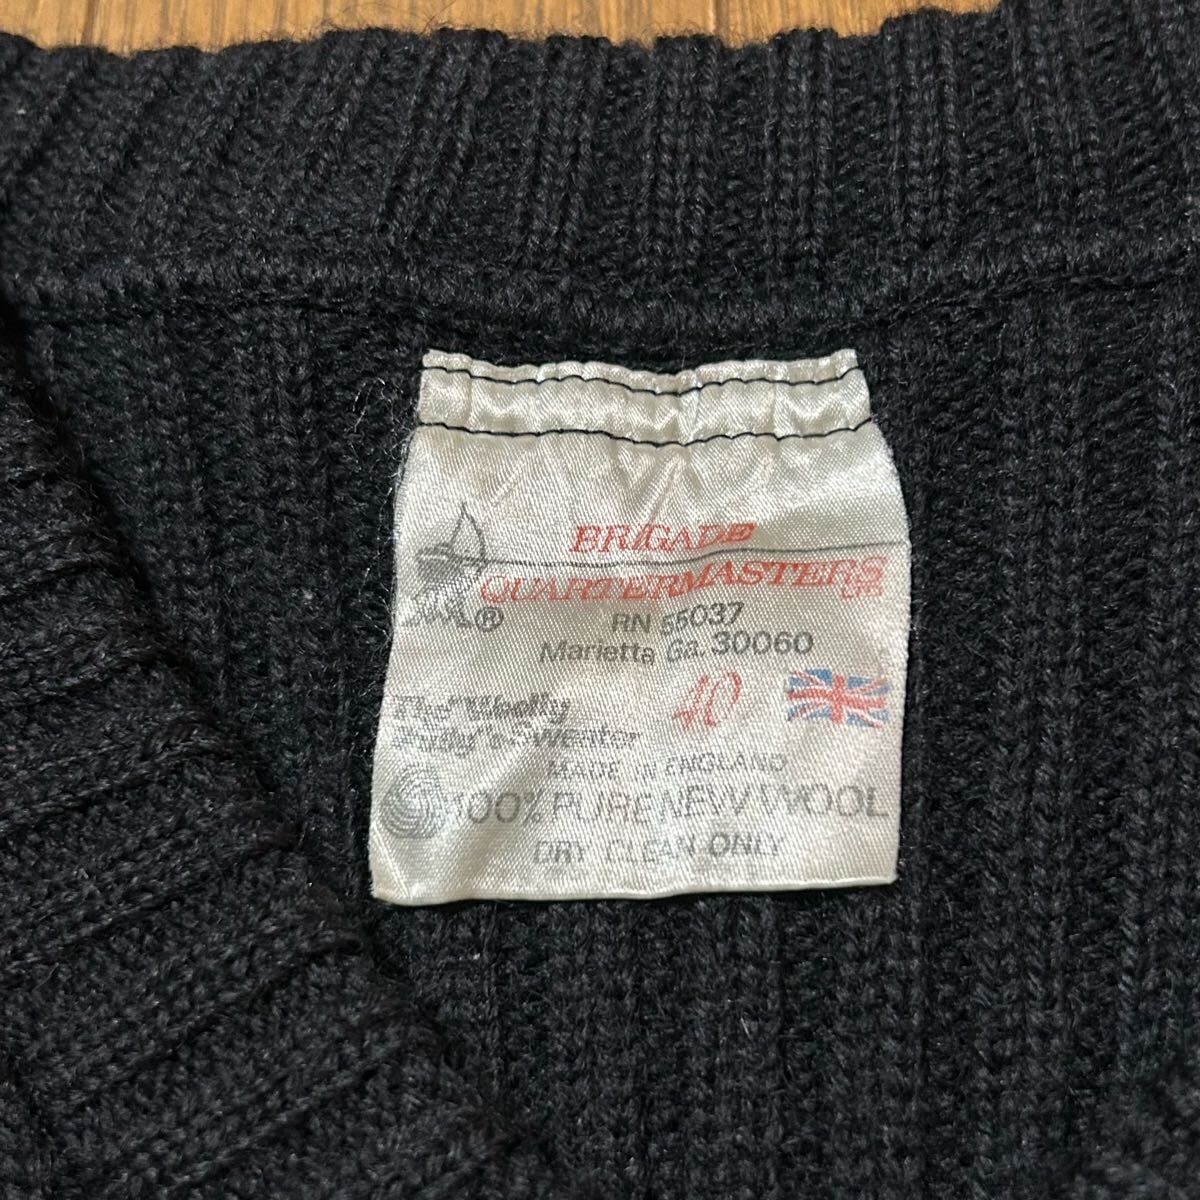 BRIGADE
QUARTERMASTERS LTD
® RN 55037
Marietta Ga. 30060
The "Woolly
Pully" Sweater
40
MADE IN ENGLAND
100% PURE NEW WOOL
DRY CLEAN ONLY